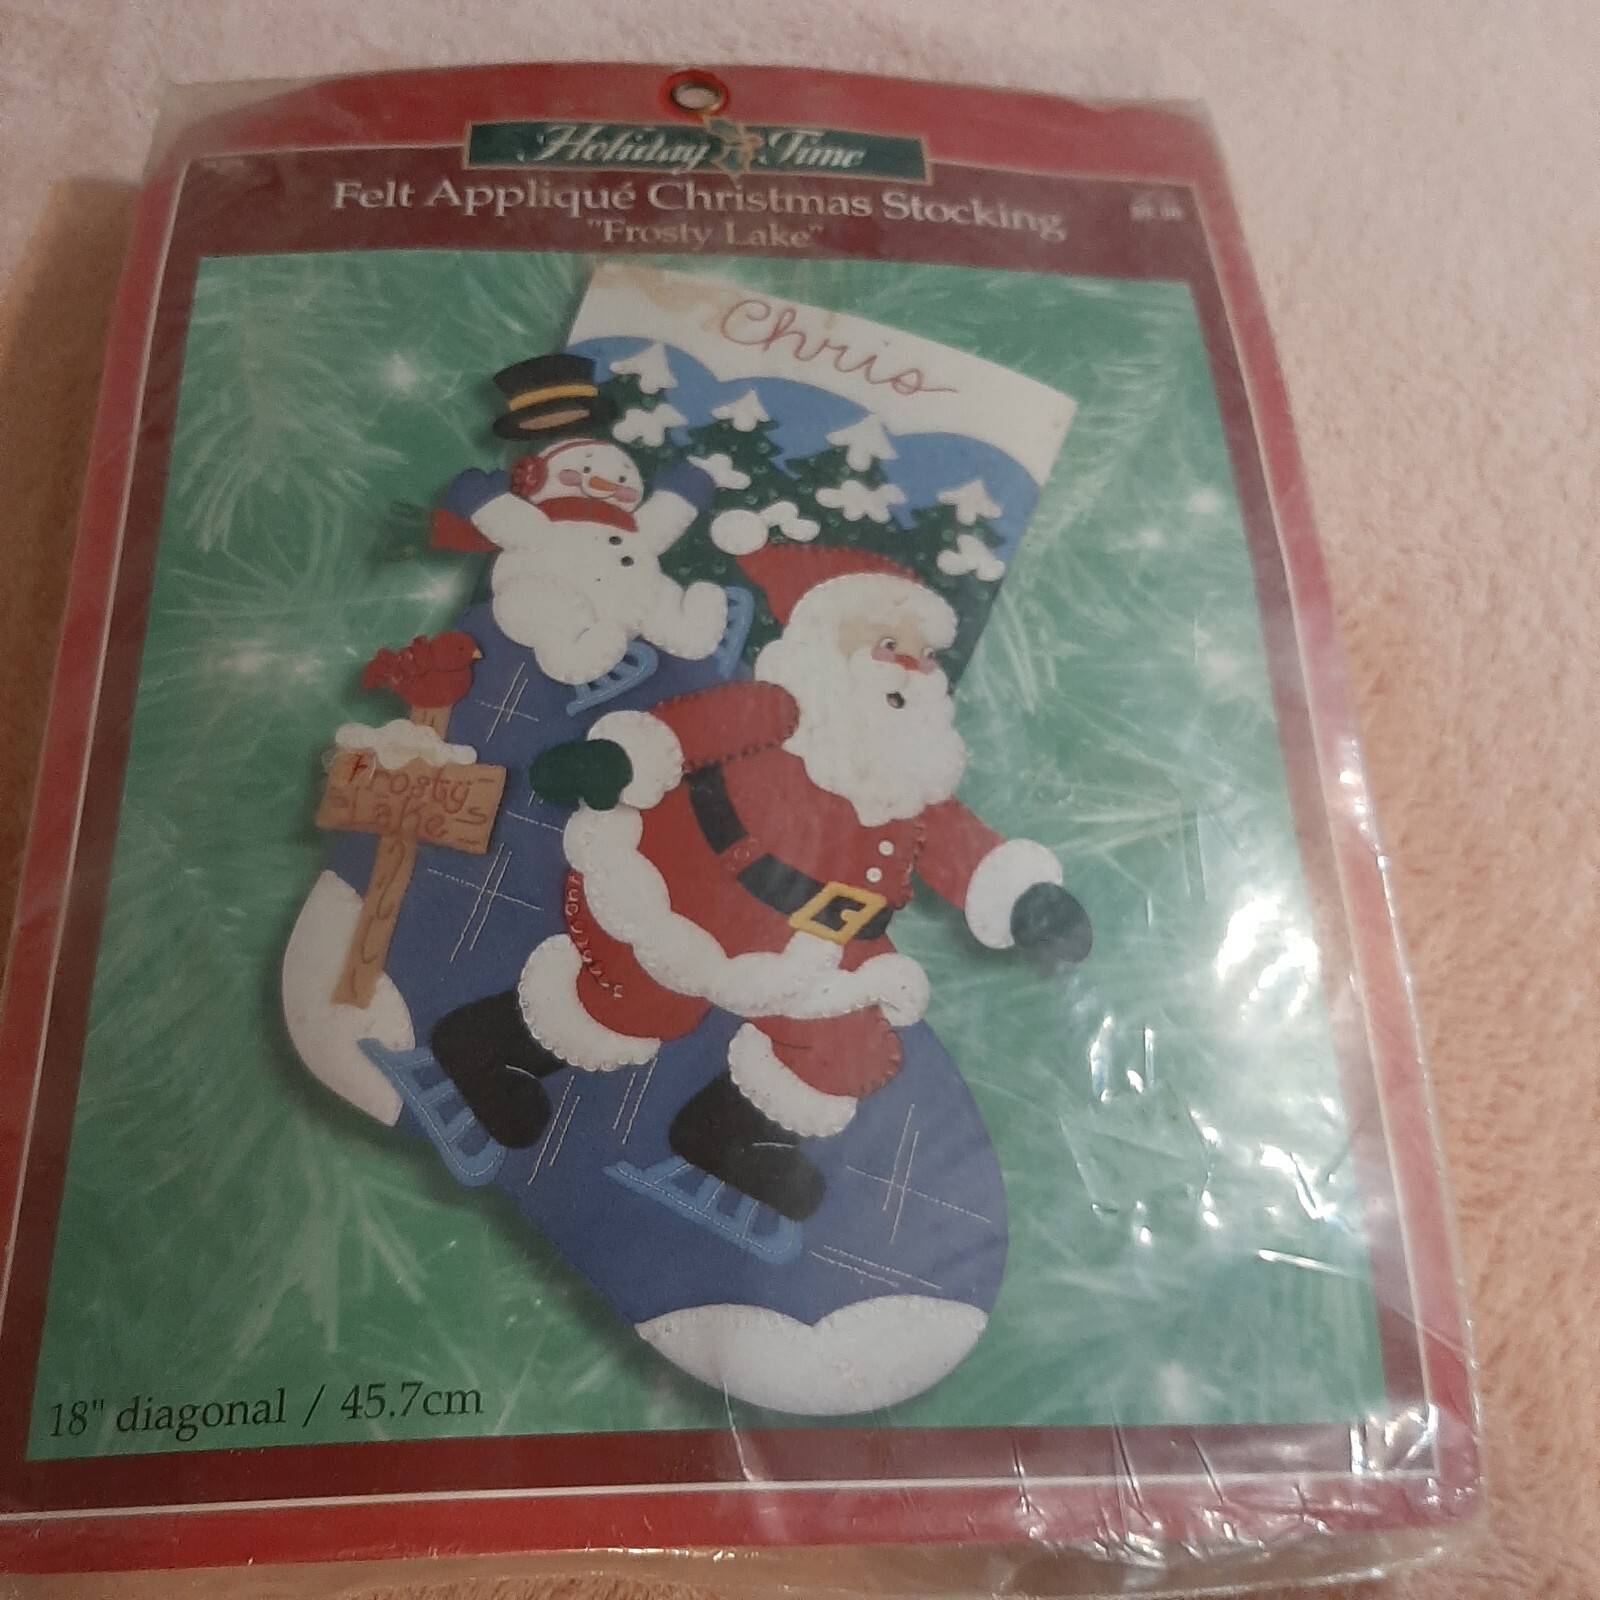 Holiday Time
Felt Appliqué Christmas Stocking
"Frosty Lake"
Chris
Frosty
Lake
18" diagonal / 45.7cm